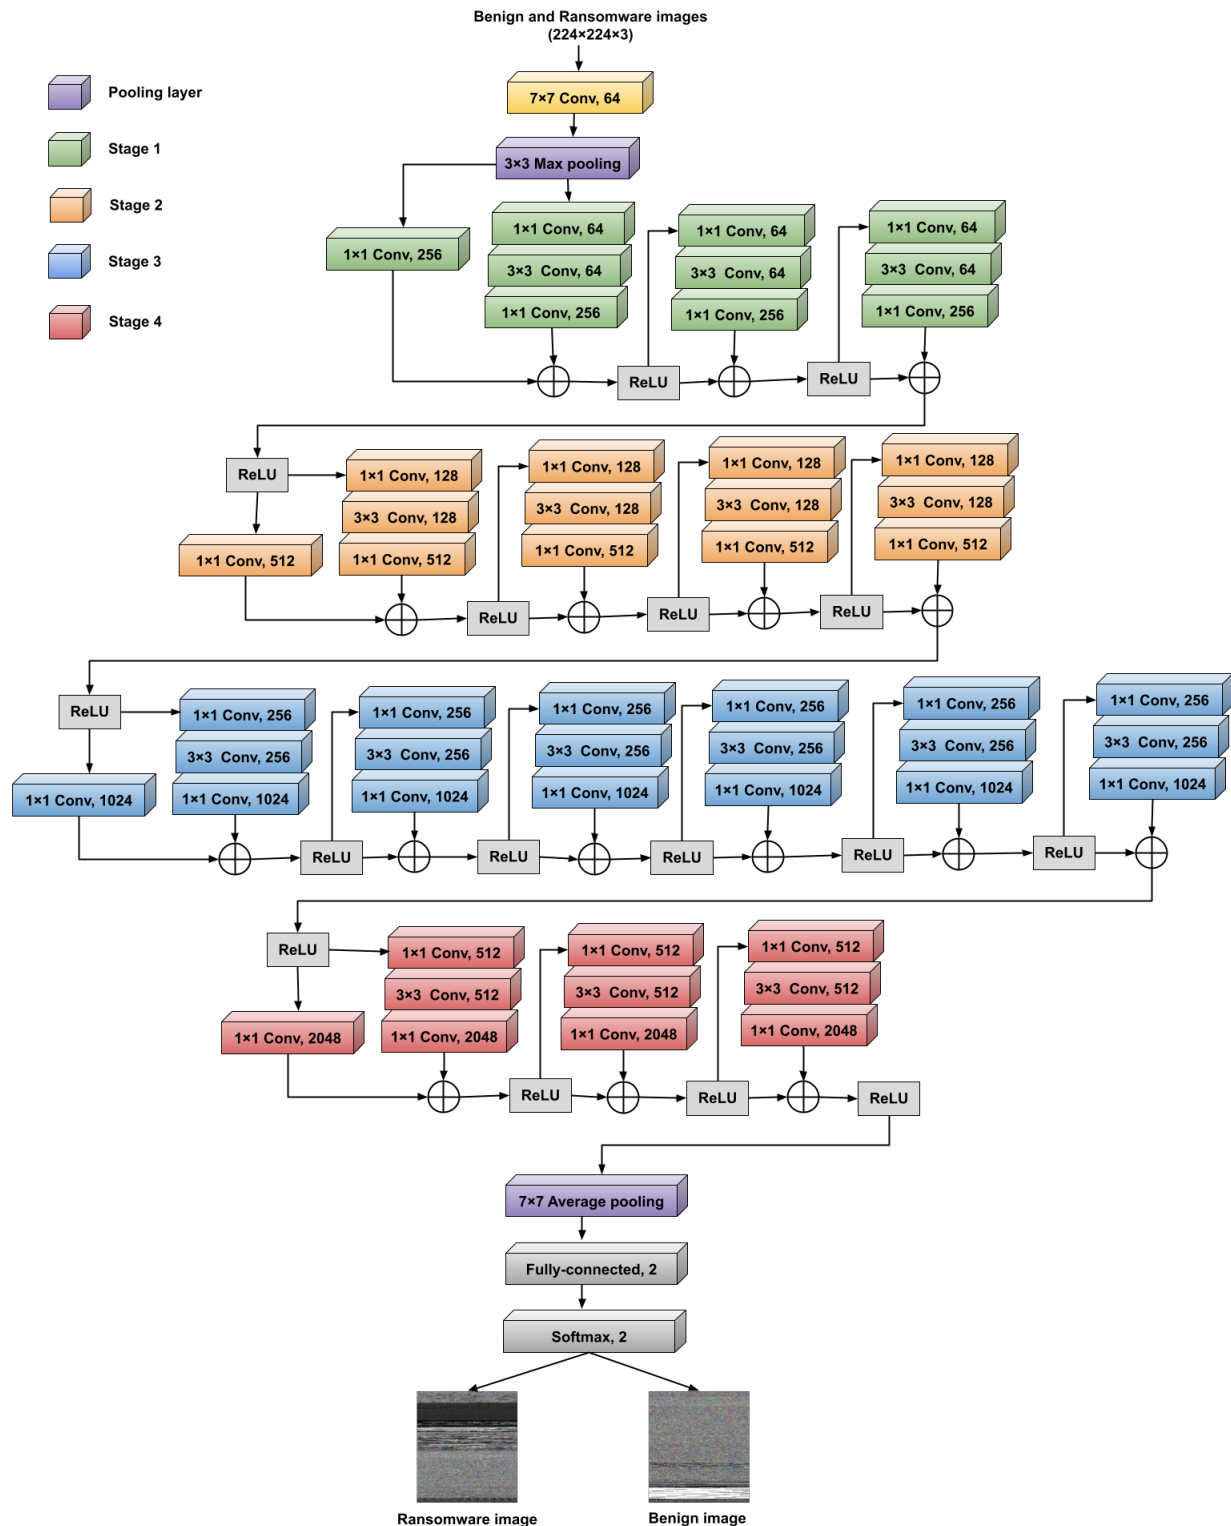 Benign and Ransomware images
(224×224×3)
7×7 Conv, 64
Pooling layer
Stage 1
Stage 2
Stage 3
Stage 4
3×3 Max pooling
1×1 Conv, 256
1×1 Conv, 64
3×3 Conv, 64
1×1 Conv, 256
1×1 Conv, 64
3×3 Conv, 64
1×1 Conv, 256
1×1 Conv, 64
3×3 Conv, 64
1×1 Conv, 256
ReLU
ReLU
ReLU
1×1 Conv, 512
1×1 Conv, 128
3×3 Conv, 128
1×1 Conv, 512
1×1 Conv, 128
3×3 Conv, 128
1×1 Conv, 512
1×1 Conv, 128
3×3 Conv, 128
1×1 Conv, 512
1×1 Conv, 128
3×3 Conv, 128
1×1 Conv, 512
ReLU
ReLU
ReLU
ReLU
1×1 Conv, 1024
1×1 Conv, 256
3×3 Conv, 256
1×1 Conv, 1024
1×1 Conv, 256
3×3 Conv, 256
1×1 Conv, 1024
1×1 Conv, 256
3×3 Conv, 256
1×1 Conv, 1024
1×1 Conv, 256
3×3 Conv, 256
1×1 Conv, 1024
1×1 Conv, 256
3×3 Conv, 256
1×1 Conv, 1024
1×1 Conv, 256
3×3 Conv, 256
1×1 Conv, 1024
ReLU
ReLU
ReLU
ReLU
ReLU
ReLU
1×1 Conv, 2048
1×1 Conv, 512
3×3 Conv, 512
1×1 Conv, 2048
1×1 Conv, 512
3×3 Conv, 512
1×1 Conv, 2048
1×1 Conv, 512
3×3 Conv, 512
1×1 Conv, 2048
ReLU
ReLU
ReLU
7×7 Average pooling
Fully-connected, 2
Softmax, 2
Ransomware image
Benign image